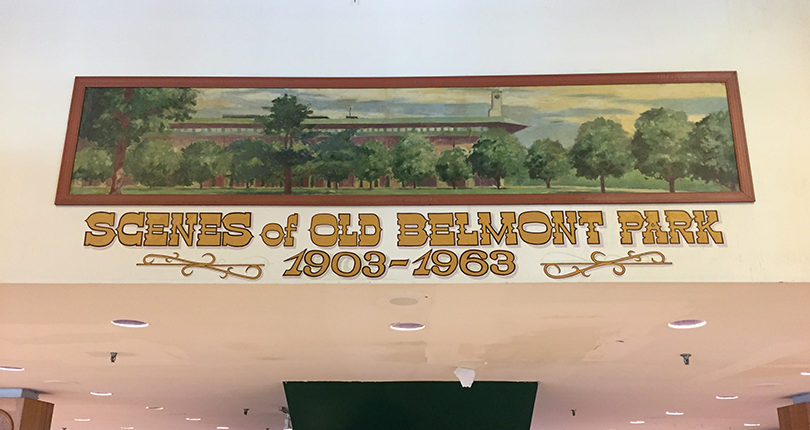 SCENES of OLD BELMONT PARK
1903-1963